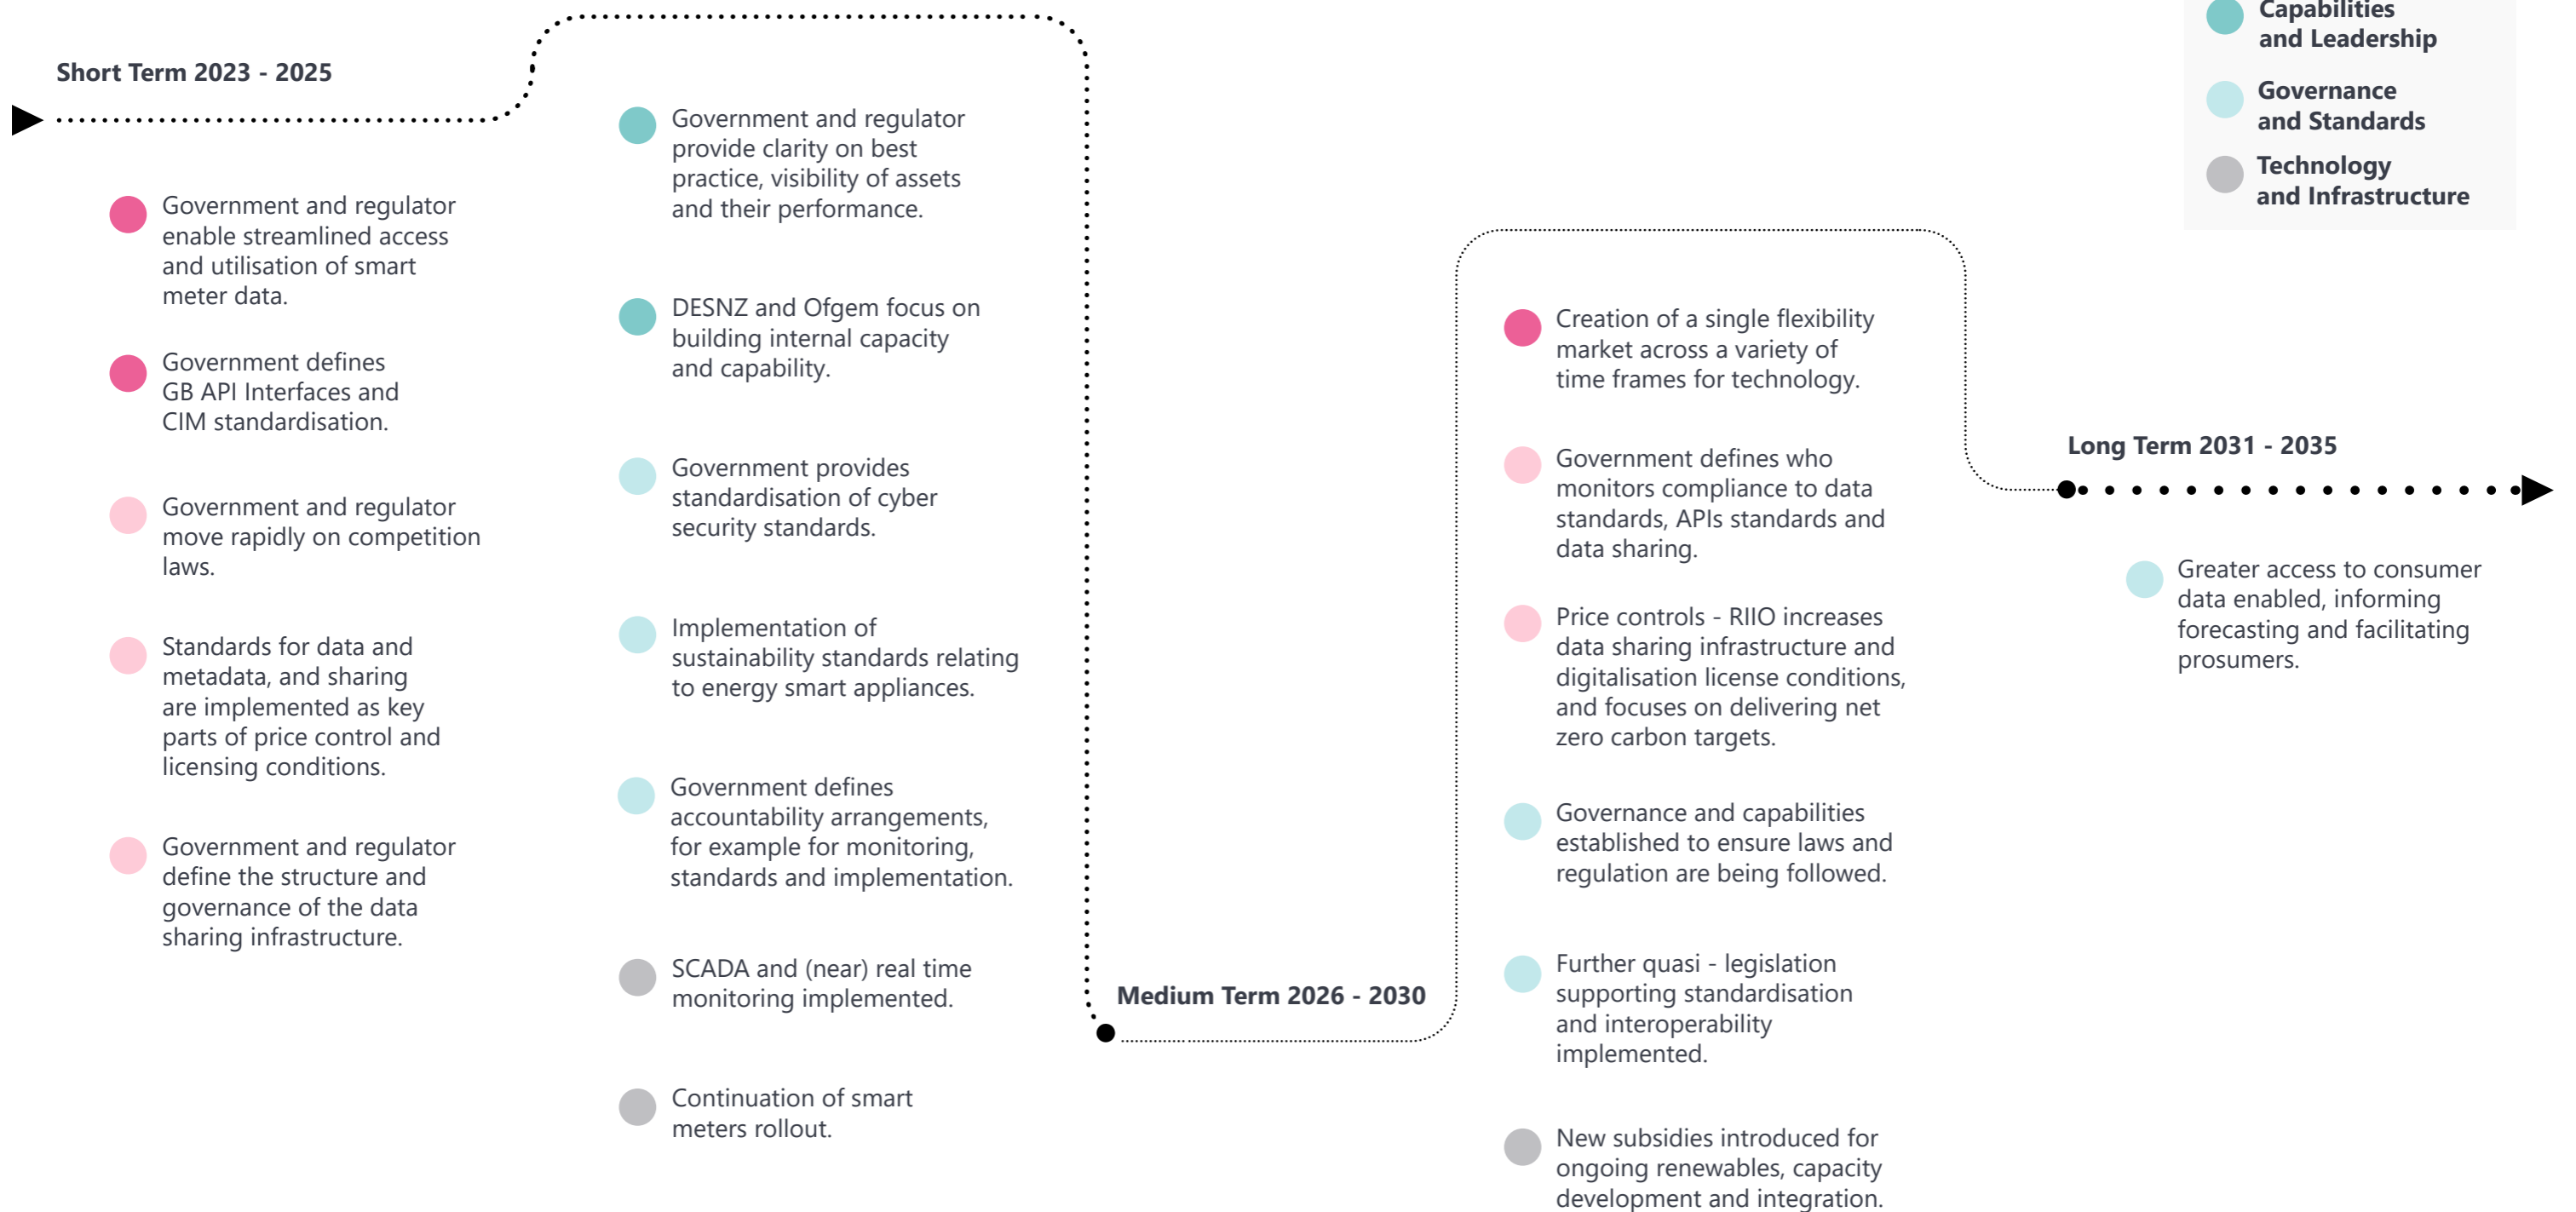 Short Term 2023 - 2025
Government and regulator
enable streamlined access
and utilisation of smart
meter data.
Government defines
GB API Interfaces and
CIM standardisation.
Government and regulator
move rapidly on competition
laws.
Standards for data and
metadata, and sharing
are implemented as key
parts of price control and
licensing conditions.
Government and regulator
define the structure and
governance of the data
sharing infrastructure.
Government and regulator
provide clarity on best
practice, visibility of assets
and their performance.
DESNZ and Ofgem focus on
building internal capacity
and capability.
Government provides
standardisation of cyber
security standards.
Implementation of
sustainability standards relating
to energy smart appliances.
Government defines
accountability arrangements,
for example for monitoring,
standards and implementation.
SCADA and (near) real time
monitoring implemented.
Continuation of smart
meters rollout.
Medium Term 2026 - 2030
Creation of a single flexibility
market across a variety of
time frames for technology.
Government defines who
monitors compliance to data
standards, APIs standards and
data sharing.
Price controls - RIIO increases
data sharing infrastructure and
digitalisation license conditions,
and focuses on delivering net
zero carbon targets.
Governance and capabilities
established to ensure laws and
regulation are being followed.
Further quasi - legislation
supporting standardisation
and interoperability
implemented.
New subsidies introduced for
ongoing renewables, capacity
development and integration.
Long Term 2031 - 2035
Greater access to consumer
data enabled, informing
forecasting and facilitating
prosumers.
Capabilities
and Leadership
Governance
and Standards
Technology
and Infrastructure